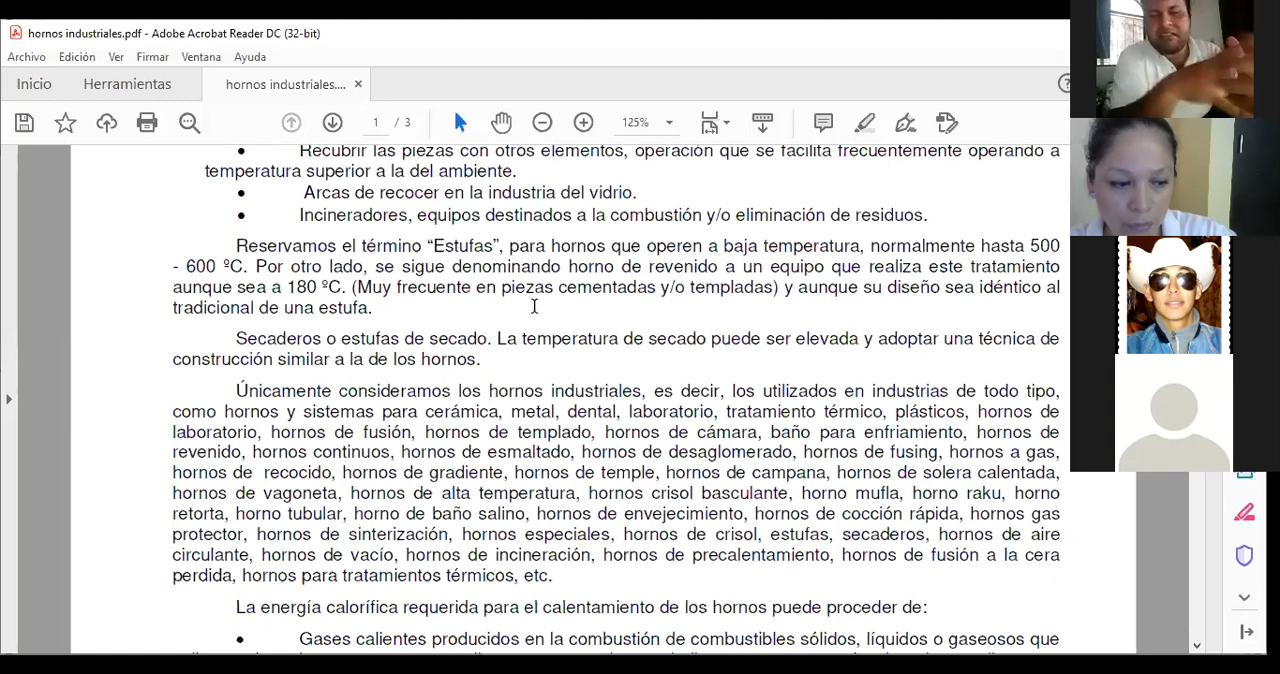 hornos industriales.pdf - Adobe Acrobat Reader DC (32-bit)
Archivo Edición Ver Firmar Ventana Ayuda
Inicio Herramientas hornos industriales.... ×
1 / 3 125%
• Recubrir las piezas con otros elementos, operación que se facilita frecuentemente operando a
temperatura superior a la del ambiente.
• Arcas de recocer en la industria del vidrio.
• Incineradores, equipos destinados a la combustión y/o eliminación de residuos.
Reservamos el término “Estufas”, para hornos que operen a baja temperatura, normalmente hasta 500
- 600 ºC. Por otro lado, se sigue denominando horno de revenido a un equipo que realiza este tratamiento
aunque sea a 180 ºC. (Muy frecuente en piezas cementadas y/o templadas) y aunque su diseño sea idéntico al
tradicional de una estufa.
Secaderos o estufas de secado. La temperatura de secado puede ser elevada y adoptar una técnica de
construcción similar a la de los hornos.
Únicamente consideramos los hornos industriales, es decir, los utilizados en industrias de todo tipo,
como hornos y sistemas para cerámica, metal, dental, laboratorio, tratamiento térmico, plásticos, hornos de
laboratorio, hornos de fusión, hornos de templado, hornos de cámara, baño para enfriamiento, hornos de
revenido, hornos continuos, hornos de esmaltado, hornos de desaglomerado, hornos de fusing, hornos a gas,
hornos de recocido, hornos de gradiente, hornos de temple, hornos de campana, hornos de solera calentada,
hornos de vagoneta, hornos de alta temperatura, hornos crisol basculante, horno mufla, horno raku, horno
retorta, horno tubular, horno de baño salino, hornos de envejecimiento, hornos de cocción rápida, hornos gas
protector, hornos de sinterización, hornos especiales, hornos de crisol, estufas, secaderos, hornos de aire
circulante, hornos de vacío, hornos de incineración, hornos de precalentamiento, hornos de fusión a la cera
perdida, hornos para tratamientos térmicos, etc.
La energía calorífica requerida para el calentamiento de los hornos puede proceder de:
• Gases calientes producidos en la combustión de combustibles sólidos, líquidos o gaseosos que